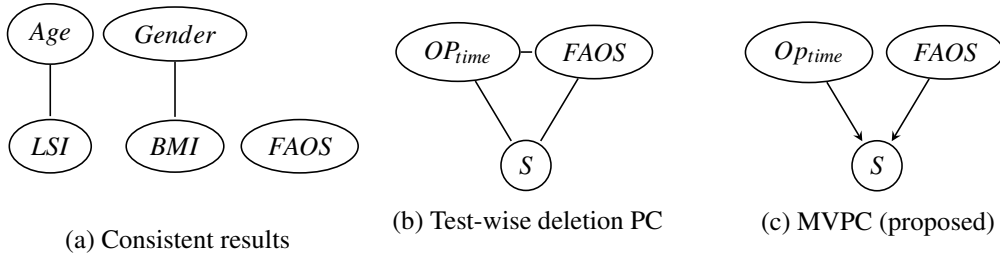 Age Gender
LSI BMI FAOS
(a) Consistent results
OPtime FAOS
S
(b) Test-wise deletion PC
Optime FAOS
S
(c) MVPC (proposed)